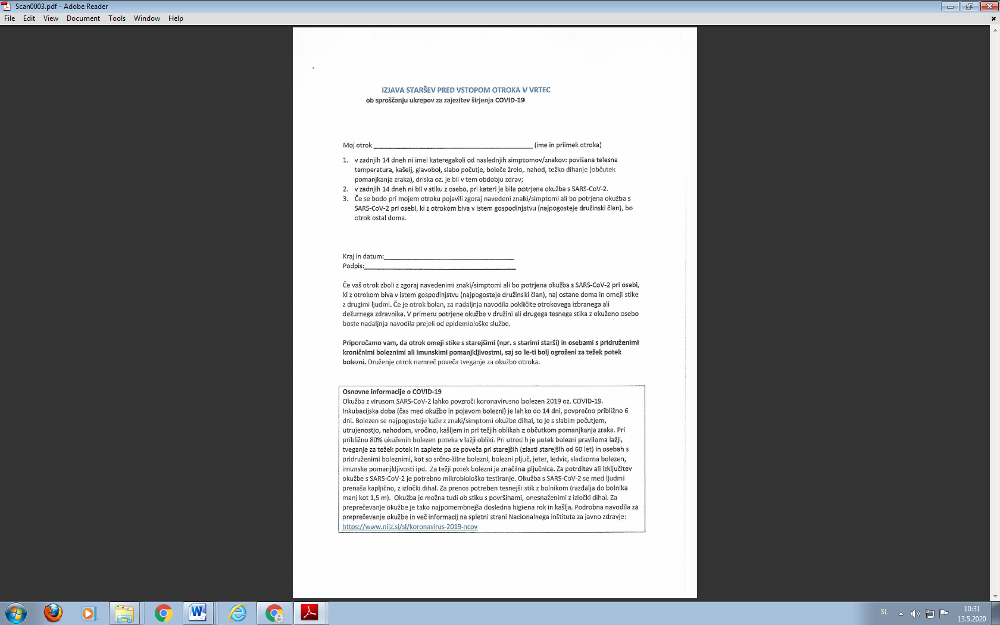 Scan0003.pdf - Adobe Reader
File Edit View Document Tools Window Help
IZJAVA STARŠEV PRED VSTOPOM OTROKA V VRTEC
ob sproščanju ukrepov za zajezitev širjenja COVID-19
Moj otrok ____________________ (ime in priimek otroka)
1. v zadnjih 14 dneh ni imel kateregakoli od naslednjih simptomov/znakov: povišana telesna
temperatura, kašelj, glavobol, slabo počutje, boleče žrelo, nahod, težko dihanje (občutek
pomanjkanja zraka), driska oz. je bil v tem obdobju zdrav;
2. v zadnjih 14 dneh ni bil v stiku z osebo, pri kateri je bila potrjena okužba s SARS-CoV-2.
3. Če se bodo pri mojem otroku pojavili zgoraj navedeni znaki/simptomi ali bo potrjena okužba s
SARS-CoV-2 pri osebi, ki z otrokom biva v istem gospodinjstvu (najpogosteje družinski član), bo
otrok ostal doma.
Kraj in datum:____________________
Podpis:____________________
Če vaš otrok zboli z zgoraj navedenimi znaki/simptomi ali bo potrjena okužba s SARS-CoV-2 pri osebi,
ki z otrokom biva v istem gospodinjstvu (najpogosteje družinski član), naj ostane doma in omeji stike
z drugimi ljudmi. Če je otrok bolan, za nadaljnja navodila pokličite otrokovega izbranega ali
dežurnega zdravnika. V primeru potrjene okužbe v družini ali drugega tesnega stika z okuženo osebo
boste nadaljnja navodila prejeli od epidemiološke službe.
Priporočamo vam, da otrok omeji stike s starejšimi (npr. s starimi starši) in osebami s pridruženimi
kroničnimi boleznimi ali imunskimi pomanjkljivostmi, saj so le-ti bolj ogroženi za težek potek
bolezni. Druženje otrok namreč poveča tveganje za okužbo otroka.
Osnovne informacije o COVID-19
Okužba z virusom SARS-CoV-2 lahko povzroči koronavirusno bolezen 2019 oz. COVID-19.
Inkubacijska doba (čas med okužbo in pojavom bolezni) je lahko do 14 dni, povprečno približno 6
dni. Bolezen se najpogosteje kaže z znaki/simptomi okužbe dihal, to je s slabim počutjem,
utrujenostjo, nahodom, vročino, kašljem in pri težjih oblikah z občutkom pomanjkanja zraka. Pri
približno 80% okuženih bolezen poteka v lažji obliki. Pri otrocih je potek bolezni praviloma lažji,
tveganje za težek potek in zaplete pa se poveča pri starejših (zlasti starejših od 60 let) in osebah s
pridruženimi boleznimi, kot so srčno-žilne bolezni, bolezni pljuč, jeter, ledvic, sladkorna bolezen,
imunske pomanjkljivosti ipd. Za težji potek bolezni je značilna pljučnica. Za potrditev ali izključitev
okužbe s SARS-CoV-2 je potrebno mikrobiološko testiranje. Okužba s SARS-CoV-2 se med ljudmi
prenaša kapljično, z izločki dihal. Za prenos potreben tesnejši stik z bolnikom (razdalja do bolnika
manj kot 1,5 m). Okužba je možna tudi ob stiku s površinami, onesnaženimi z izločki dihal. Za
preprečevanje okužbe je tako najpomembnejša dosledna higiena rok in kašlja. Podrobna navodila za
preprečevanje okužbe in več informacij na spletni strani Nacionalnega inštituta za javno zdravje:
https://www.nijz.si/sl/koronavirus-2019-ncov
SL
10:31
13.5.2020